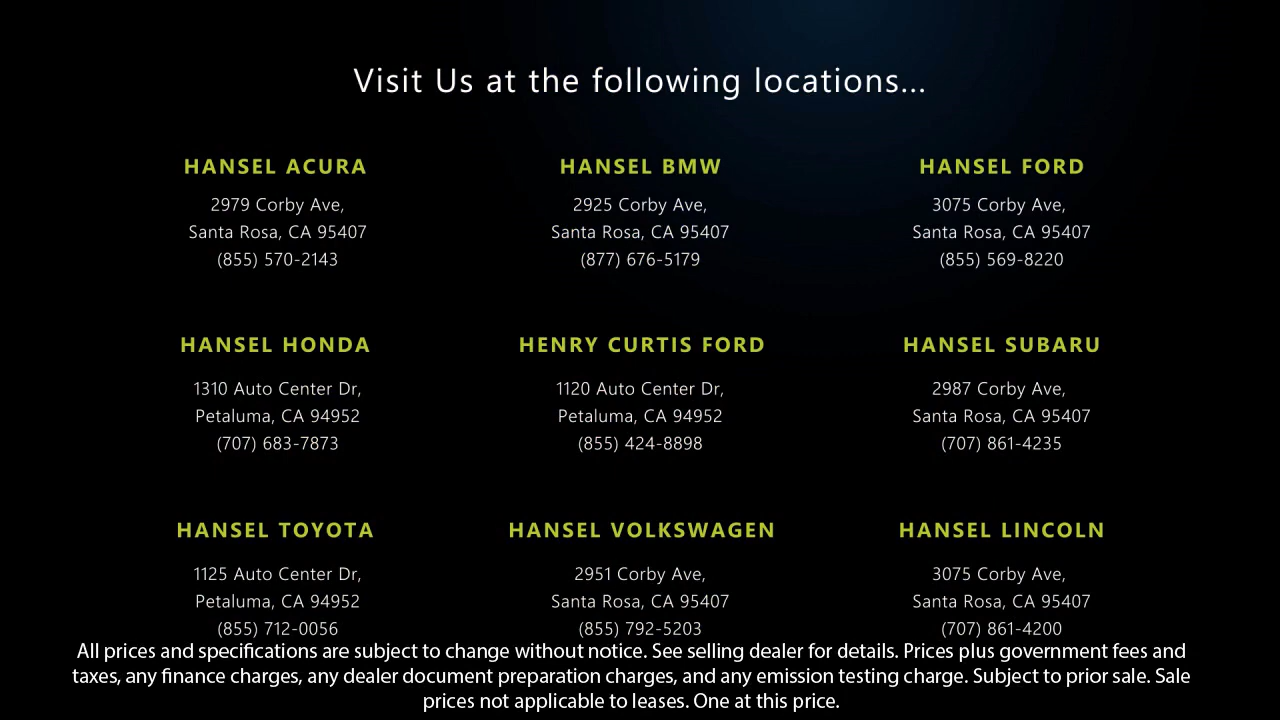 Visit Us at the following locations...
HANSEL ACURA
2979 Corby Ave,
Santa Rosa, CA 95407
(855) 570-2143
HANSEL BMW
2925 Corby Ave,
Santa Rosa, CA 95407
(877) 676-5179
HANSEL FORD
3075 Corby Ave,
Santa Rosa, CA 95407
(855) 569-8220
HANSEL HONDA
1310 Auto Center Dr,
Petaluma, CA 94952
(707) 683-7873
HENRY CURTIS FORD
1120 Auto Center Dr,
Petaluma, CA 94952
(855) 424-8898
HANSEL SUBARU
2987 Corby Ave,
Santa Rosa, CA 95407
(707) 861-4235
HANSEL TOYOTA
1125 Auto Center Dr,
Petaluma, CA 94952
(855) 712-0056
HANSEL VOLKSWAGEN
2951 Corby Ave,
Santa Rosa, CA 95407
(855) 792-5203
HANSEL LINCOLN
3075 Corby Ave,
Santa Rosa, CA 95407
(707) 861-4200
All prices and specifications are subject to change without notice. See selling dealer for details. Prices plus government fees and
taxes, any finance charges, any dealer document preparation charges, and any emission testing charge. Subject to prior sale. Sale
prices not applicable to leases. One at this price.